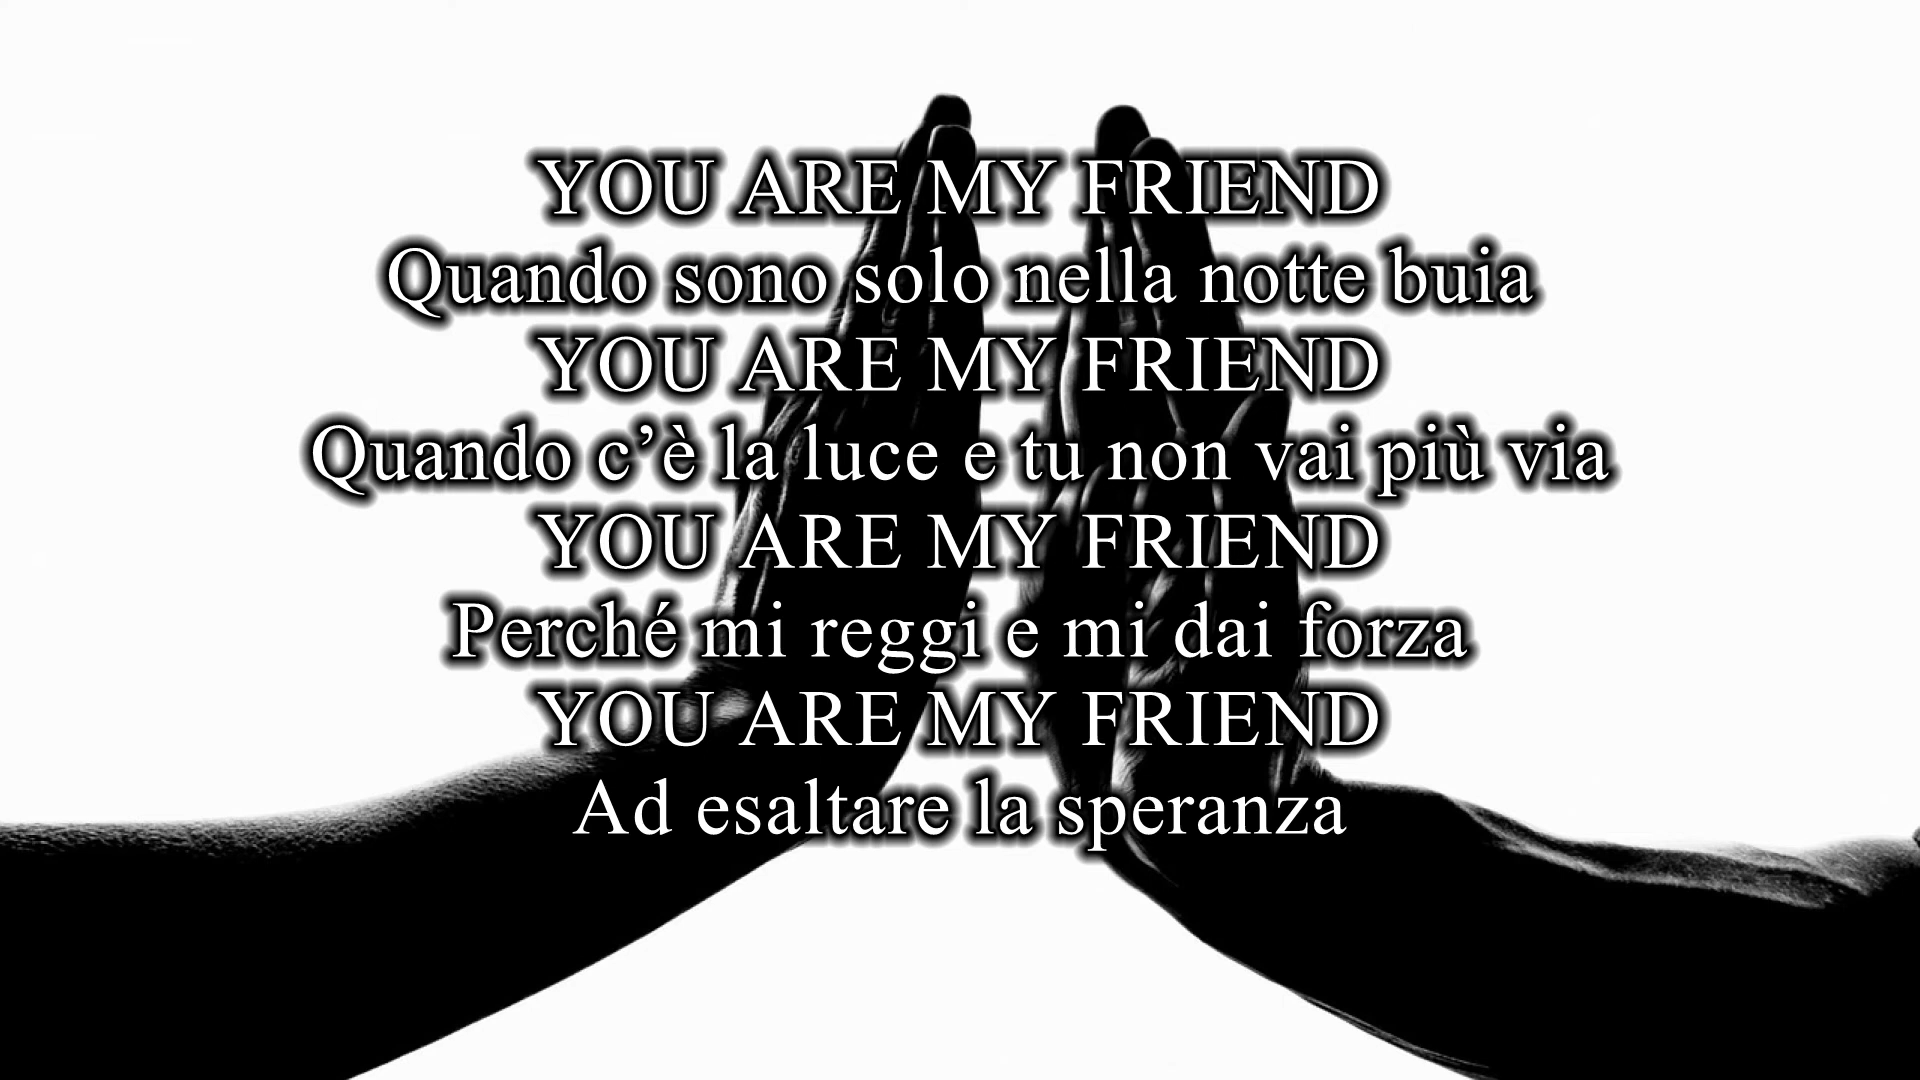 YOU ARE MY FRIEND
Quando sono solo nella notte buia
YOU ARE MY FRIEND
Quando c’è la luce e tu non vai più via
YOU ARE MY FRIEND
Perché mi reggi e mi dai forza
YOU ARE MY FRIEND
Ad esaltare la speranza